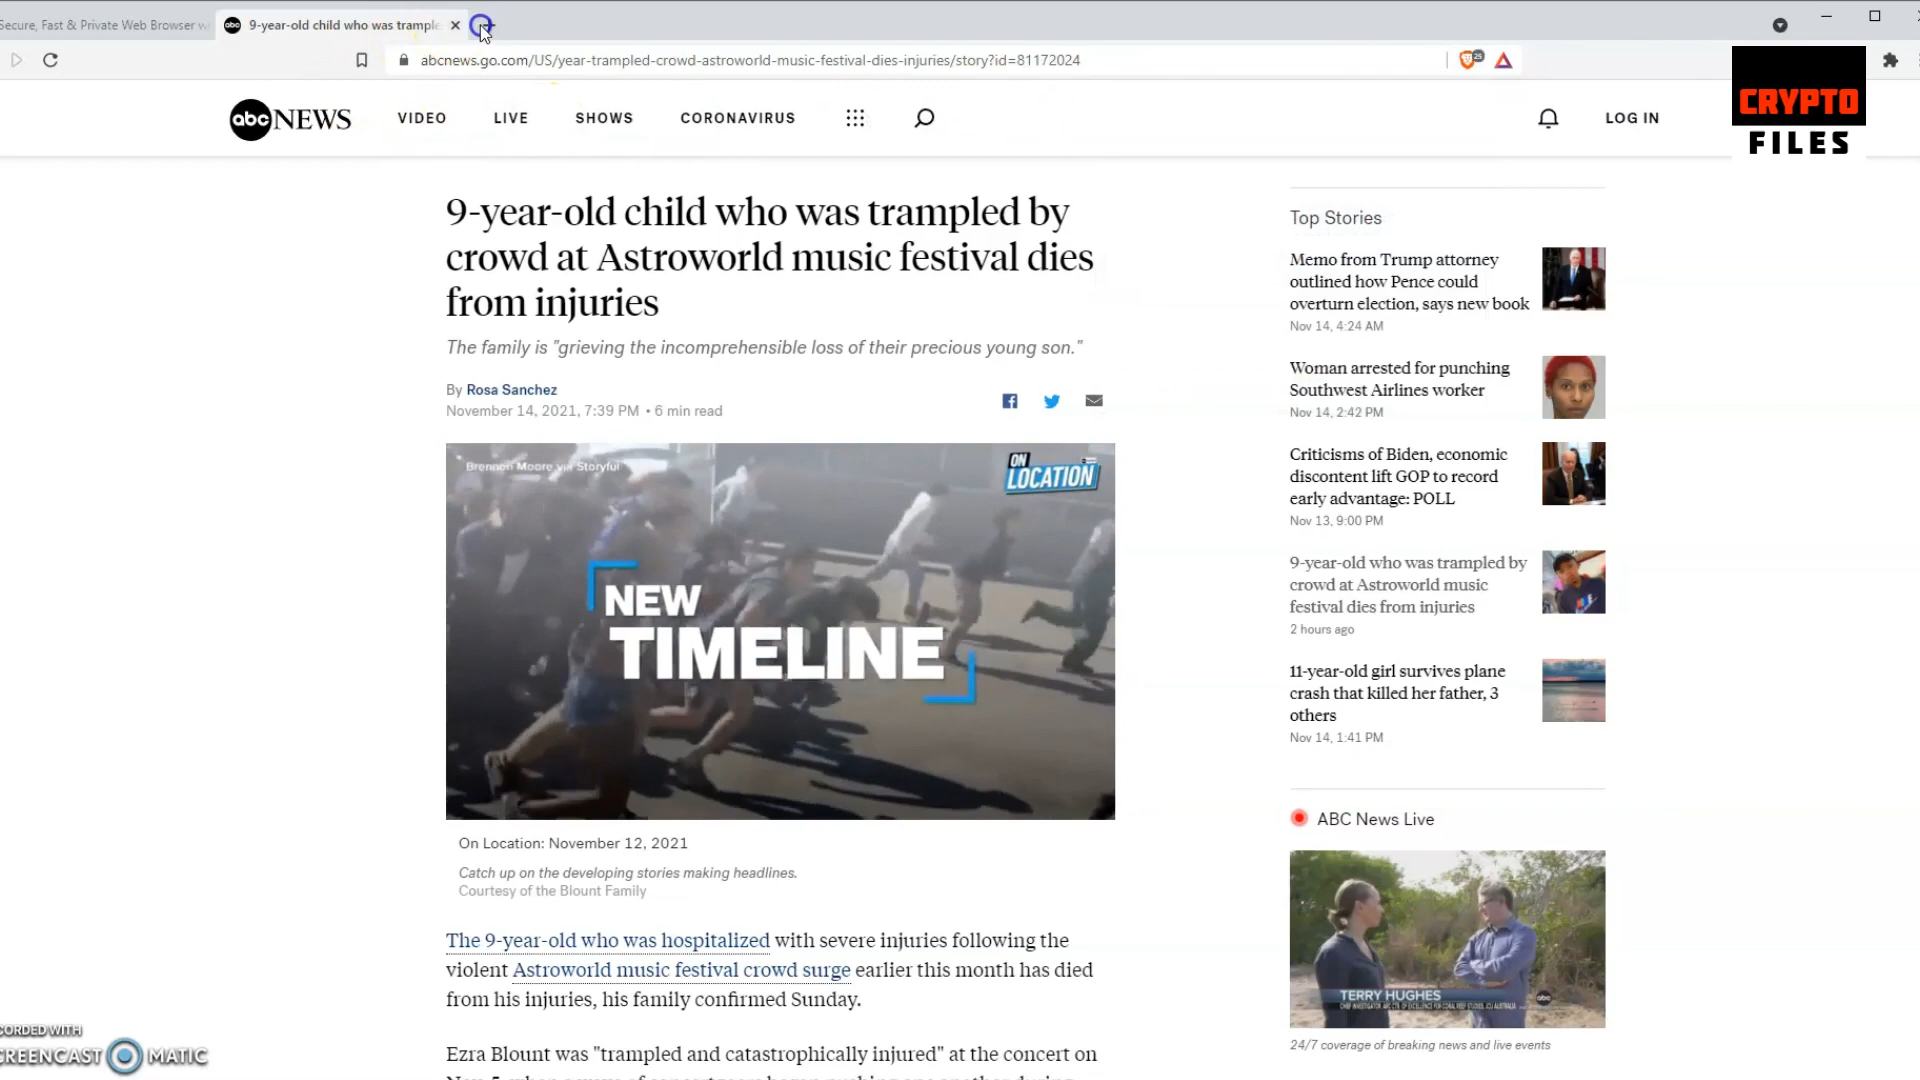 Secure, Fast & Private Web Browser w
abc 9-year-old child who was trample
abcnews.go.com/US/year-trampled-crowd-astroworld-music-festival-dies-injuries/story?id=81172024
25
CRYPTO
FILES
abc NEWS
VIDEO
LIVE
SHOWS
CORONAVIRUS
LOG IN
9-year-old child who was trampled by
crowd at Astroworld music festival dies
from injuries
The family is "grieving the incomprehensible loss of their precious young son."
By Rosa Sanchez
November 14, 2021, 7:39 PM • 6 min read
Brennen Moore via Storyful
ON
LOCATION
NEW
TIMELINE
On Location: November 12, 2021
Catch up on the developing stories making headlines.
Courtesy of the Blount Family
The 9-year-old who was hospitalized with severe injuries following the
violent Astroworld music festival crowd surge earlier this month has died
from his injuries, his family confirmed Sunday.
Ezra Blount was "trampled and catastrophically injured" at the concert on
Top Stories
Memo from Trump attorney
outlined how Pence could
overturn election, says new book
Nov 14, 4:24 AM
Woman arrested for punching
Southwest Airlines worker
Nov 14, 2:42 PM
Criticisms of Biden, economic
discontent lift GOP to record
early advantage: POLL
Nov 13, 9:00 PM
9-year-old who was trampled by
crowd at Astroworld music
festival dies from injuries
2 hours ago
11-year-old girl survives plane
crash that killed her father, 3
others
Nov 14, 1:41 PM
ABC News Live
TERRY HUGHES
abc
24/7 coverage of breaking news and live events
CORDED WITH
CREENCAST MATIC